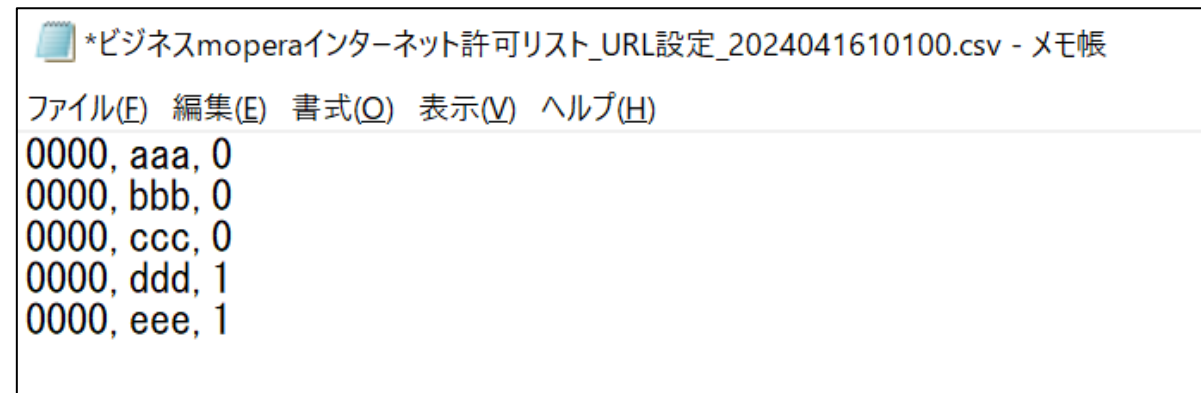 *ビジネスmoperaインターネット許可リスト_URL設定_2024041610100.csv - メモ帳
ファイル(F) 編集(E) 書式(O) 表示(V) ヘルプ(H)
0000, aaa, 0
0000, bbb, 0
0000, ccc, 0
0000, ddd, 1
0000, eee, 1